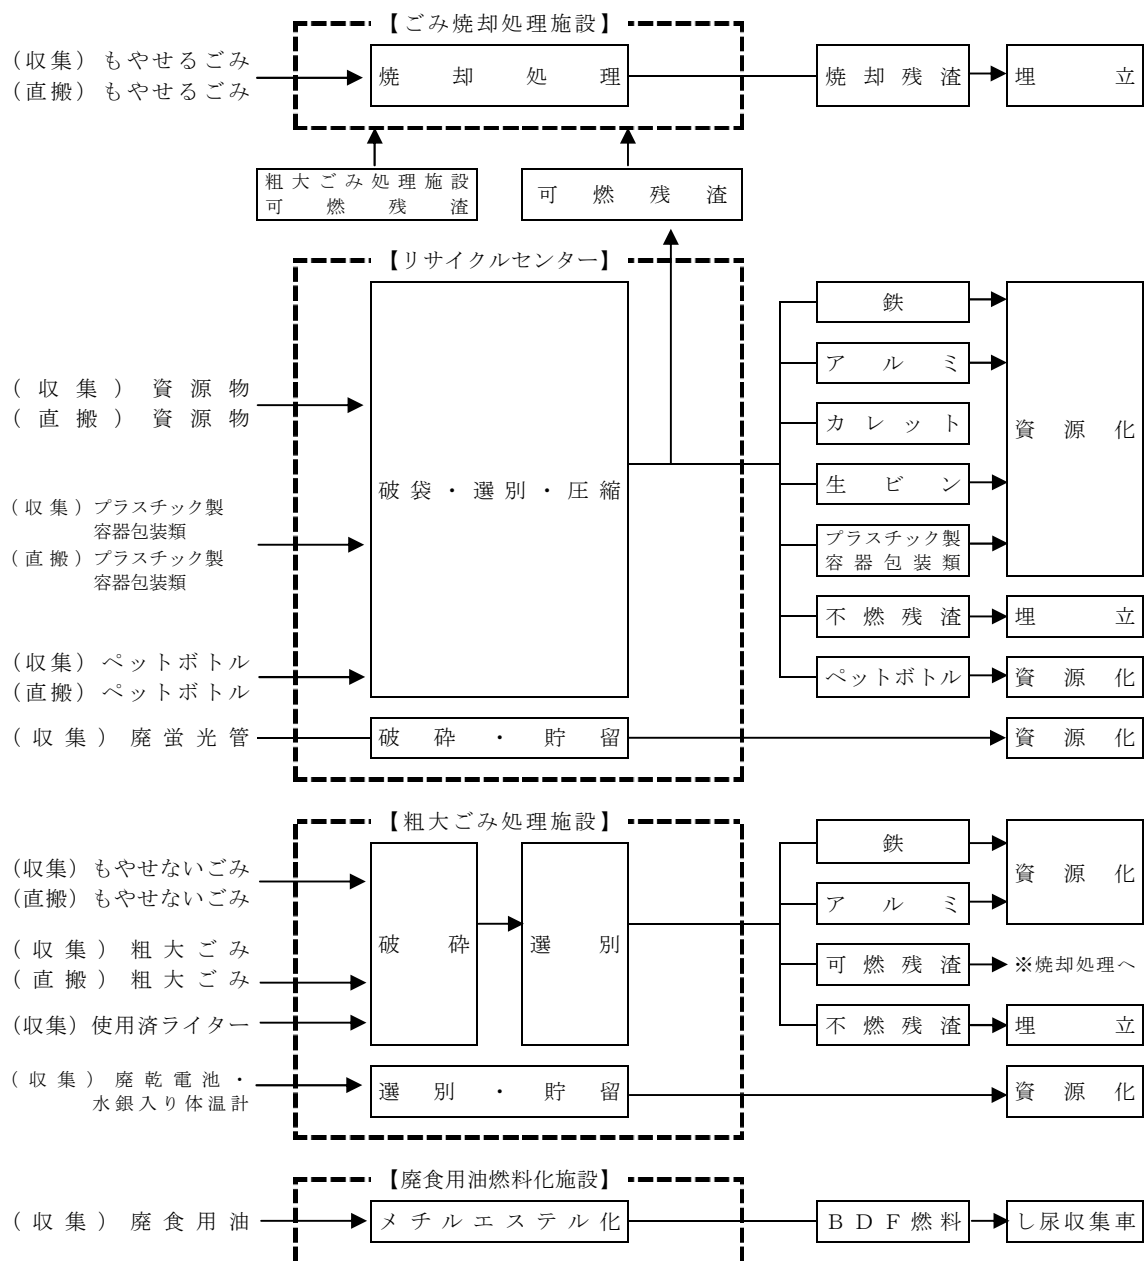 【ごみ焼却処理施設】
(収集) もやせるごみ
(直搬) もやせるごみ
焼却処理
焼却残渣
埋立
粗大ごみ処理施設
可燃残渣
可燃残渣
【リサイクルセンター】
(収集) 資源物
(直搬) 資源物
(収集) プラスチック製
容器包装類
(直搬) プラスチック製
容器包装類
(収集) ペットボトル
(直搬) ペットボトル
破袋・選別・圧縮
鉄
アルミ
カレット
生ビン
プラスチック製
容器包装類
資源化
不燃残渣
埋立
ペットボトル
資源化
(収集) 廃蛍光管
破砕・貯留
資源化
【粗大ごみ処理施設】
(収集) もやせないごみ
(直搬) もやせないごみ
(収集) 粗大ごみ
(直搬) 粗大ごみ
(収集) 使用済ライター
破砕
選別
鉄
アルミ
資源化
可燃残渣
※焼却処理へ
不燃残渣
埋立
(収集) 廃乾電池・
水銀入り体温計
選別・貯留
資源化
【廃食用油燃料化施設】
(収集) 廃食用油
メチルエステル化
BDF燃料
し尿収集車